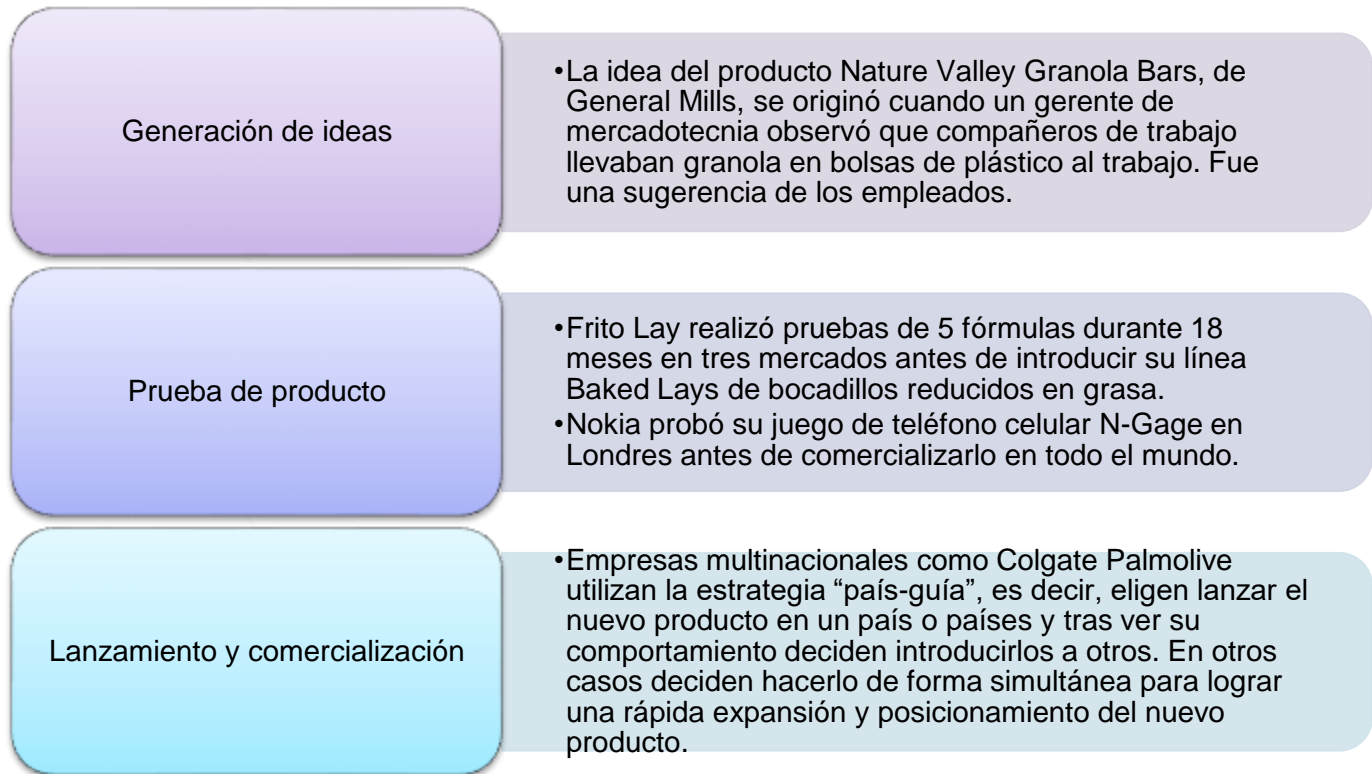 Generación de ideas
•La idea del producto Nature Valley Granola Bars, de
General Mills, se originó cuando un gerente de
mercadotecnia observó que compañeros de trabajo
llevaban granola en bolsas de plástico al trabajo. Fue
una sugerencia de los empleados.
Prueba de producto
•Frito Lay realizó pruebas de 5 fórmulas durante 18
meses en tres mercados antes de introducir su línea
Baked Lays de bocadillos reducidos en grasa.
•Nokia probó su juego de teléfono celular N-Gage en
Londres antes de comercializarlo en todo el mundo.
Lanzamiento y comercialización
•Empresas multinacionales como Colgate Palmolive
utilizan la estrategia “país-guía”, es decir, eligen lanzar el
nuevo producto en un país o países y tras ver su
comportamiento deciden introducirlos a otros. En otros
casos deciden hacerlo de forma simultánea para lograr
una rápida expansión y posicionamiento del nuevo
producto.